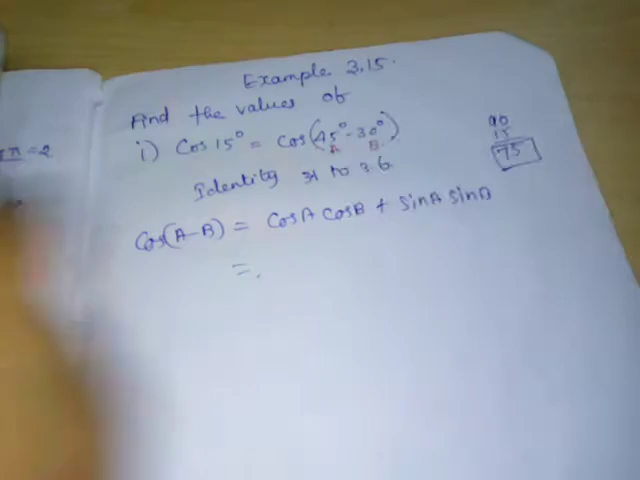 Example 3.15.
Find the values of
i) Cos 15° = Cos(45° - 30°)
A B
Identity 3.1 to 3.6
Cos(A-B) = CosA CosB + SinA SinB
=
90
15
75
π = 2